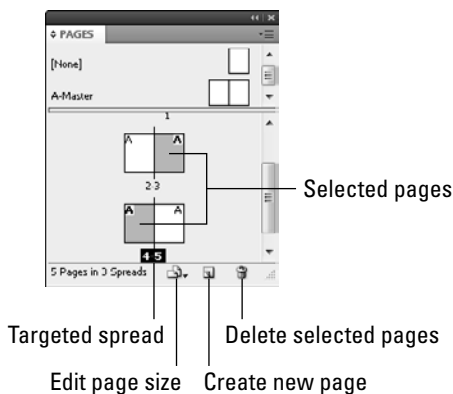 PAGES
[None]
A-Master
1
A A
2-3
Selected pages
A A
4-5
5 Pages in 3 Spreads
Targeted spread
Delete selected pages
Edit page size
Create new page